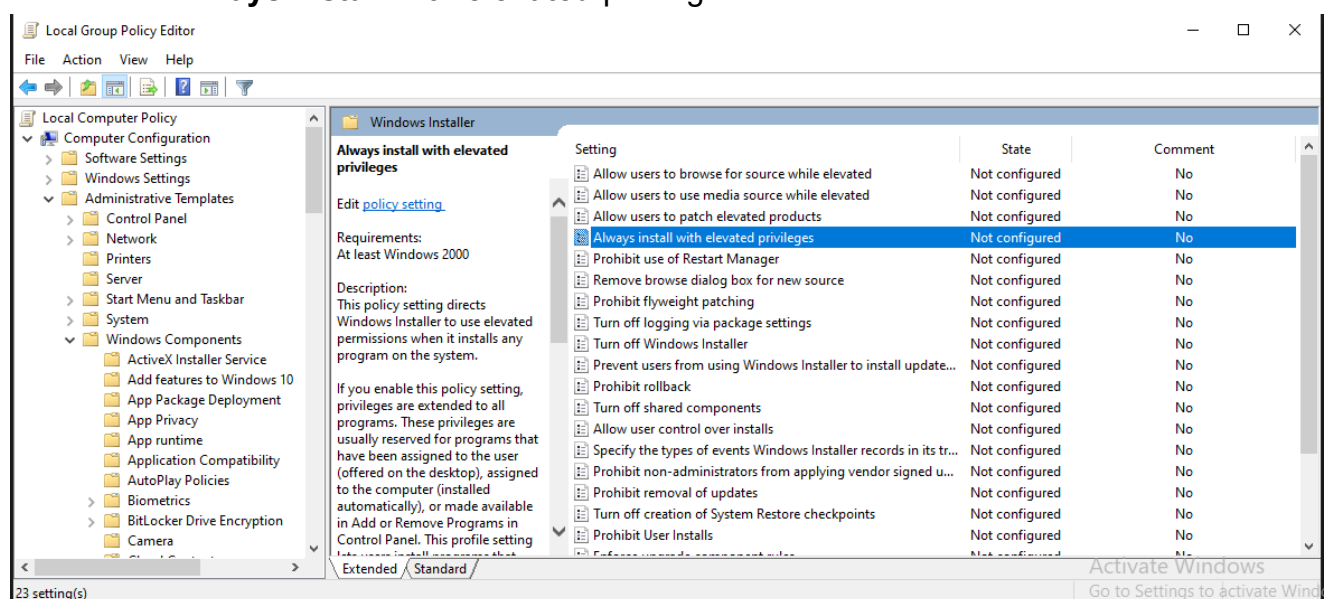 Local Group Policy Editor
File Action View Help
Local Computer Policy
Computer Configuration
Software Settings
Windows Settings
Administrative Templates
Control Panel
Network
Printers
Server
Start Menu and Taskbar
System
Windows Components
ActiveX Installer Service
Add features to Windows 10
App Package Deployment
App Privacy
App runtime
Application Compatibility
AutoPlay Policies
Biometrics
BitLocker Drive Encryption
Camera
Windows Installer
Always install with elevated
privileges
Edit policy setting
Requirements:
At least Windows 2000
Description:
This policy setting directs
Windows Installer to use elevated
permissions when it installs any
program on the system.
If you enable this policy setting,
privileges are extended to all
programs. These privileges are
usually reserved for programs that
have been assigned to the user
(offered on the desktop), assigned
to the computer (installed
automatically), or made available
in Add or Remove Programs in
Control Panel. This profile setting
Setting State Comment
Allow users to browse for source while elevated Not configured No
Allow users to use media source while elevated Not configured No
Allow users to patch elevated products Not configured No
Always install with elevated privileges Not configured No
Prohibit use of Restart Manager Not configured No
Remove browse dialog box for new source Not configured No
Prohibit flyweight patching Not configured No
Turn off logging via package settings Not configured No
Turn off Windows Installer Not configured No
Prevent users from using Windows Installer to install update... Not configured No
Prohibit rollback Not configured No
Turn off shared components Not configured No
Allow user control over installs Not configured No
Specify the types of events Windows Installer records in its tr... Not configured No
Prohibit non-administrators from applying vendor signed u... Not configured No
Prohibit removal of updates Not configured No
Turn off creation of System Restore checkpoints Not configured No
Prohibit User Installs Not configured No
Extended Standard
Activate Windows
Go to Settings to activate
23 setting(s)